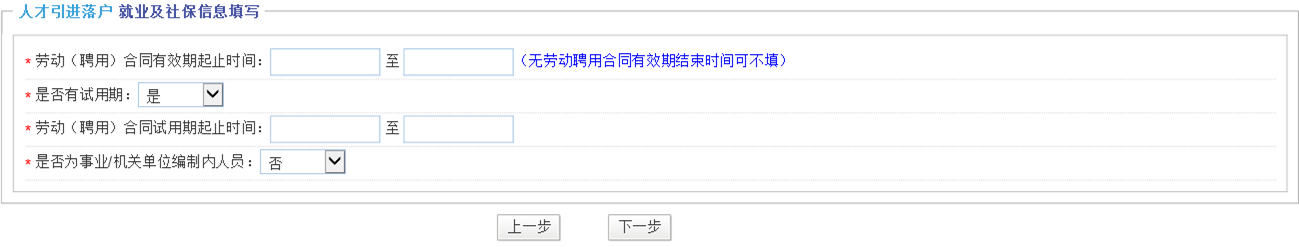 人才引进落户 就业及社保信息填写
* 劳动（聘用）合同有效期起止时间： 至 （无劳动聘用合同有效期结束时间可不填）
* 是否有试用期： 是
* 劳动（聘用）合同试用期起止时间： 至
* 是否为事业/机关单位编制内人员： 否
上一步 下一步